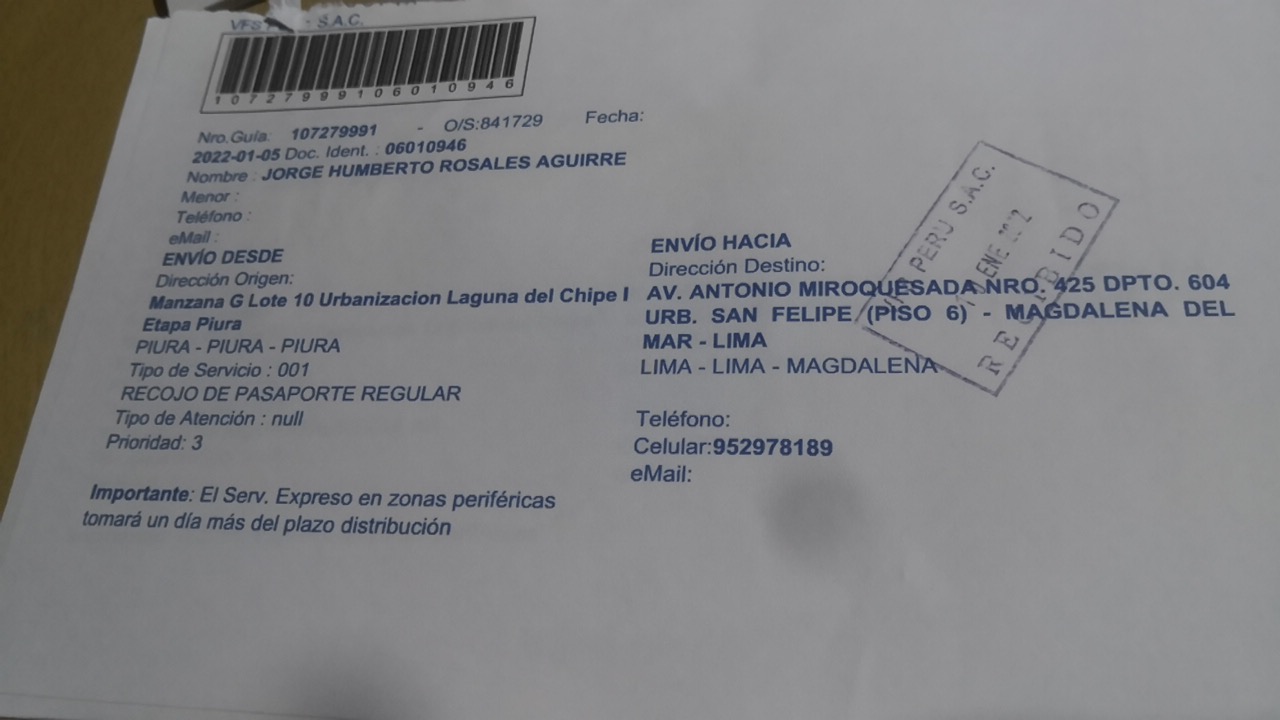 VFS S.A.C.
10727999106010946
Nro.Guía: 107279991 - O/S:841729 Fecha:
2022-01-05 Doc. Ident. : 06010946
Nombre : JORGE HUMBERTO ROSALES AGUIRRE
Menor :
Teléfono :
eMail :
ENVÍO DESDE
Dirección Origen:
Manzana G Lote 10 Urbanizacion Laguna del Chipe I
Etapa Piura
PIURA - PIURA - PIURA
Tipo de Servicio : 001
RECOJO DE PASAPORTE REGULAR
Tipo de Atención : null
Prioridad: 3
Importante: El Serv. Expreso en zonas periféricas
tomará un día más del plazo distribución
ENVÍO HACIA
Dirección Destino:
AV. ANTONIO MIROQUESADA NRO. 425 DPTO. 604
URB. SAN FELIPE (PISO 6) - MAGDALENA DEL
MAR - LIMA
LIMA - LIMA - MAGDALENA
Teléfono:
Celular:952978189
eMail:
PERU S.A.C.
ENE
RECIBIDO